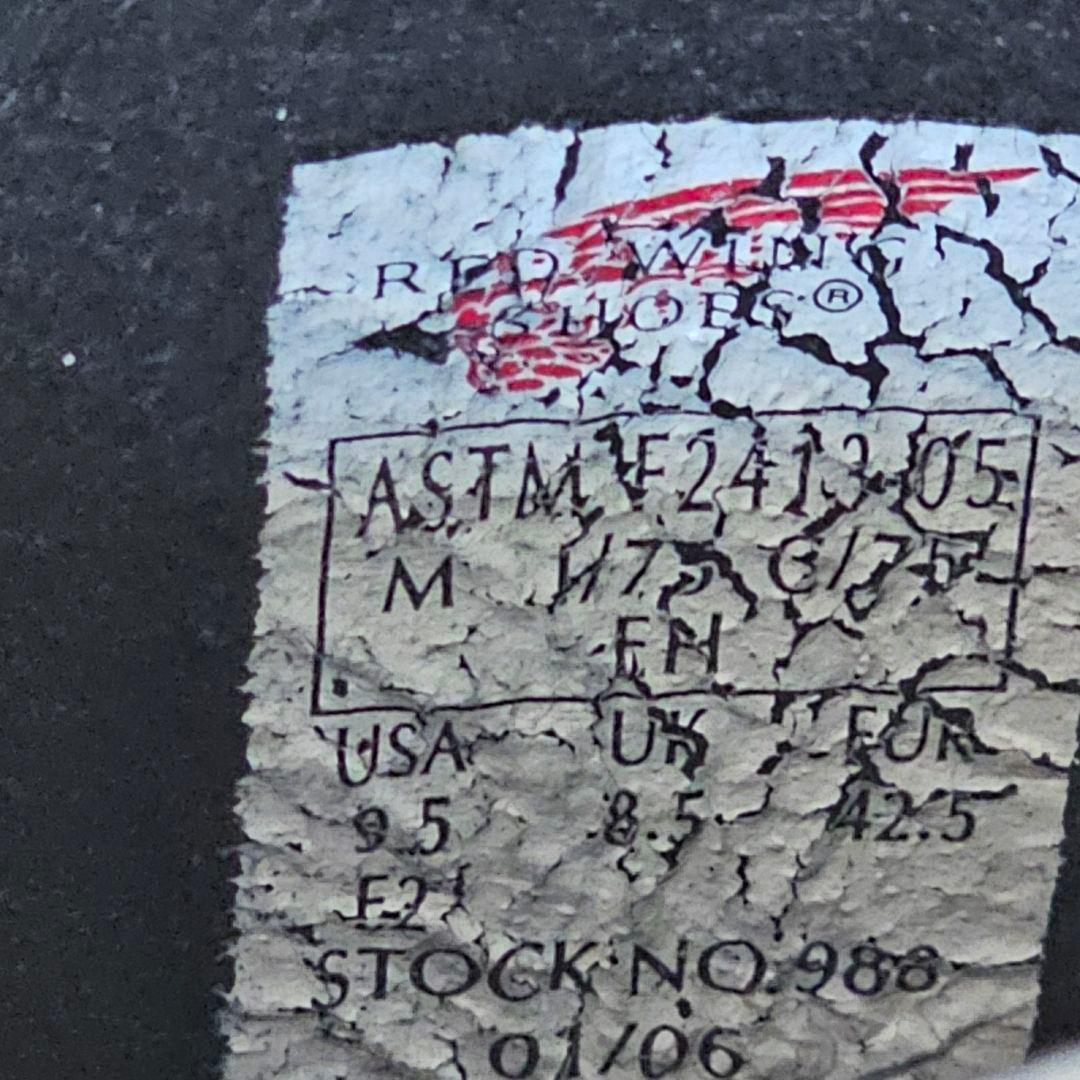 RED WING
SHOES®
ASTM F2413-05
M I/75 C/75
EH
USA UK EUR
9.5 8.5 42.5
E2
STOCK NO. 988
01/06